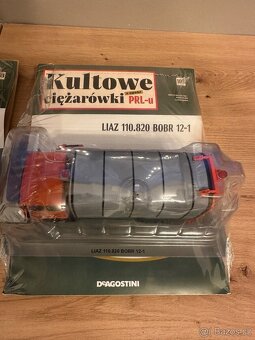 Kultowe
ciężarówki
PRL-u
LIAZ 110.820 BOBR 12-1
LIAZ 110.820 BOBR 12-1
DEAGOSTINI